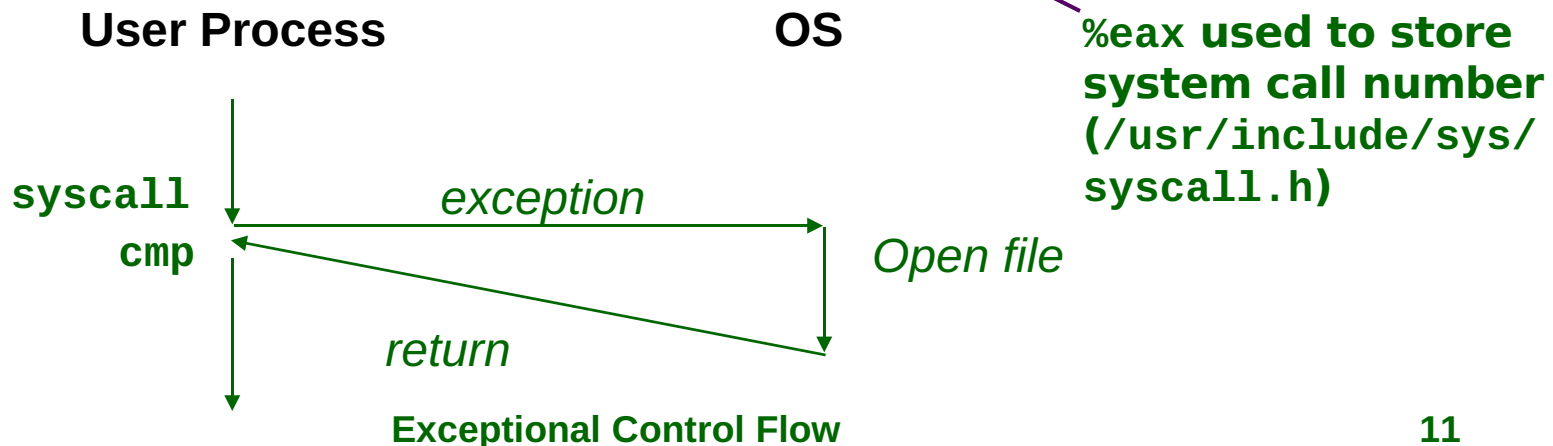 User Process
OS
%eax used to store
system call number
(/usr/include/sys/
syscall.h)
syscall
exception
cmp
Open file
return
Exceptional Control Flow
11